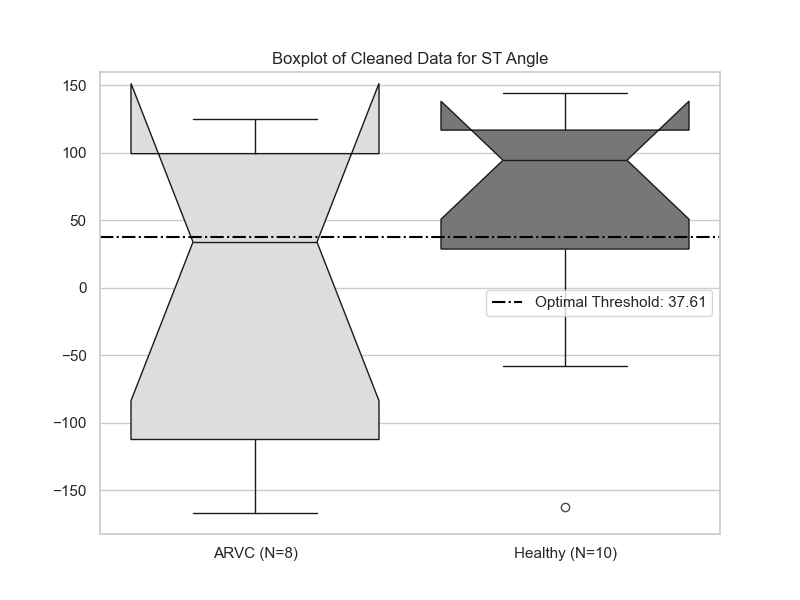 Boxplot of Cleaned Data for ST Angle
150
100
50
0
−50
−100
−150
Optimal Threshold: 37.61
ARVC (N=8)
Healthy (N=10)